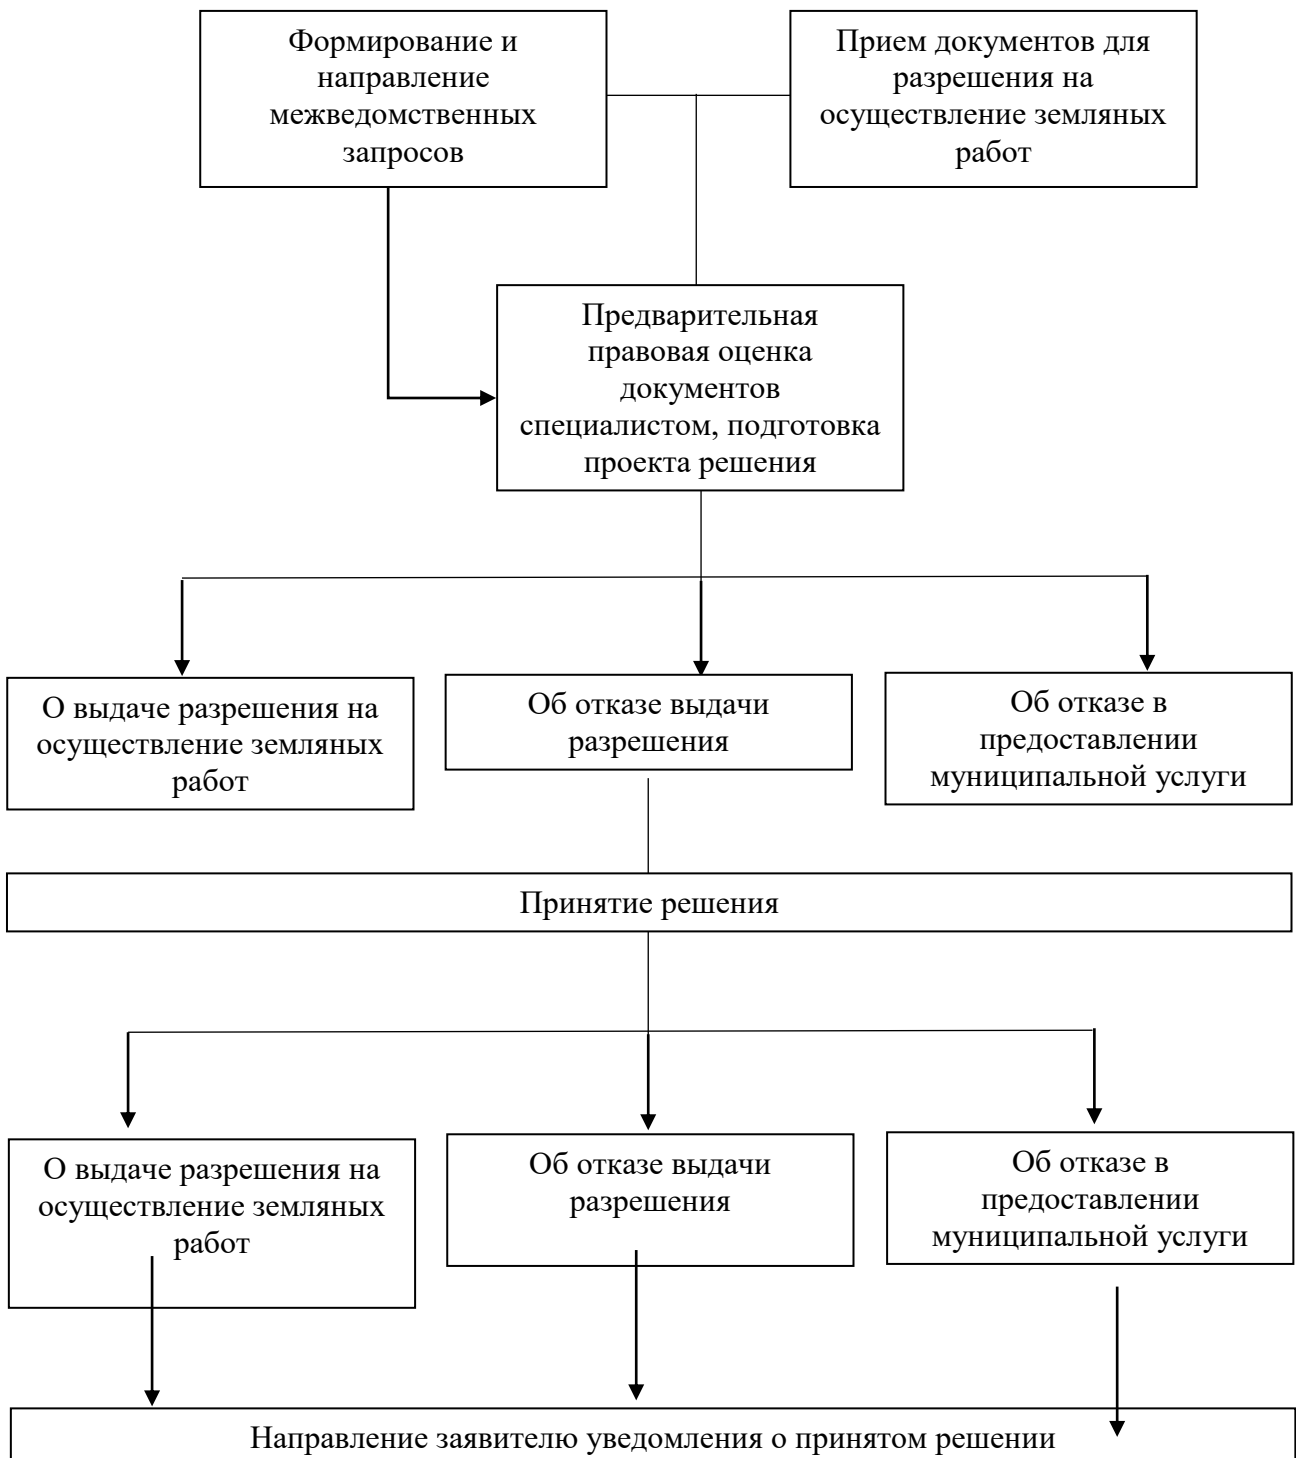 Формирование и
направление
межведомственных
запросов
Прием документов для
разрешения на
осуществление земляных
работ
Предварительная
правовая оценка
документов
специалистом, подготовка
проекта решения
О выдаче разрешения на
осуществление земляных
работ
Об отказе выдачи
разрешения
Об отказе в
предоставлении
муниципальной услуги
Принятие решения
О выдаче разрешения на
осуществление земляных
работ
Об отказе выдачи
разрешения
Об отказе в
предоставлении
муниципальной услуги
Направление заявителю уведомления о принятом решении